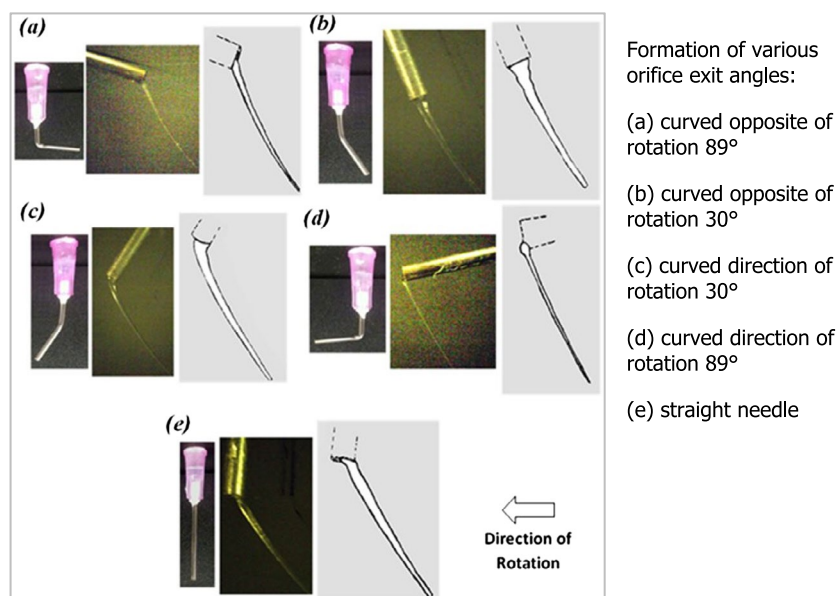 (a)
(b)
(c)
(d)
(e)
Direction of
Rotation
Formation of various
orifice exit angles:
(a) curved opposite of
rotation 89°
(b) curved opposite of
rotation 30°
(c) curved direction of
rotation 30°
(d) curved direction of
rotation 89°
(e) straight needle